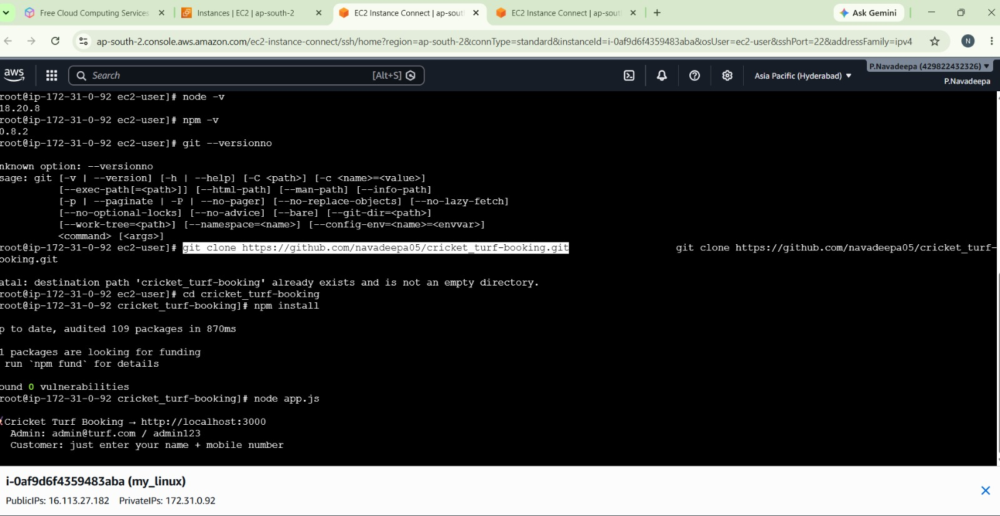 Free Cloud Computing Services
Instances | EC2 | ap-south-2
EC2 Instance Connect | ap-sout
EC2 Instance Connect | ap-sout
Ask Gemini
ap-south-2.console.aws.amazon.com/ec2-instance-connect/ssh/home?region=ap-south-2&connType=standard&instanceId=i-0af9d6f4359483aba&osUser=ec2-user&sshPort=22&addressFamily=ipv4
N
aws
Search
[Alt+S]
Asia Pacific (Hyderabad)
P.Navadeepa (429822432326)
P.Navadeepa
root@ip-172-31-0-92 ec2-user]# node -v
18.20.8
root@ip-172-31-0-92 ec2-user]# npm -v
0.8.2
root@ip-172-31-0-92 ec2-user]# git --versionno
nknown option: --versionno
sage: git [-v | --version] [-h | --help] [-C <path>] [-c <name>=<value>]
[--exec-path[=<path>]] [--html-path] [--man-path] [--info-path]
[-p | --paginate | -P | --no-pager] [--no-replace-objects] [--no-lazy-fetch]
[--no-optional-locks] [--no-advice] [--bare] [--git-dir=<path>]
[--work-tree=<path>] [--namespace=<name>] [--config-env=<name>=<envvar>]
<command> [<args>]
root@ip-172-31-0-92 ec2-user]# git clone https://github.com/navadeepa05/cricket_turf-booking.git git clone https://github.com/navadeepa05/cricket_turf-
ooking.git
atal: destination path 'cricket_turf-booking' already exists and is not an empty directory.
root@ip-172-31-0-92 ec2-user]# cd cricket_turf-booking
root@ip-172-31-0-92 cricket_turf-booking]# npm install
p to date, audited 109 packages in 870ms
1 packages are looking for funding
run `npm fund` for details
ound 0 vulnerabilities
root@ip-172-31-0-92 cricket_turf-booking]# node app.js
Cricket Turf Booking → http://localhost:3000
Admin: admin@turf.com / admin123
Customer: just enter your name + mobile number
i-0af9d6f4359483aba (my_linux)
PublicIPs: 16.113.27.182 PrivateIPs: 172.31.0.92